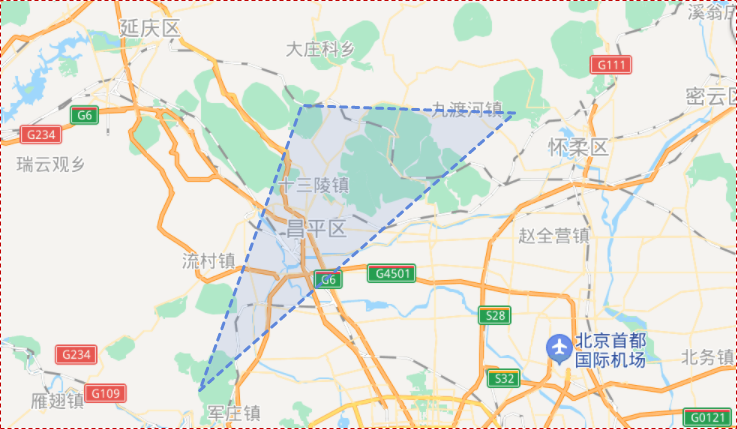 溪翁庄
延庆区
大庄科乡
G111
密云区
九渡河镇
G6
G234
怀柔区
瑞云观乡
十三陵镇
昌平区
赵全营镇
流村镇
G6
G4501
S28
北京首都
国际机场
G234
北务镇
S32
G109
雁翅镇
军庄镇
G0121